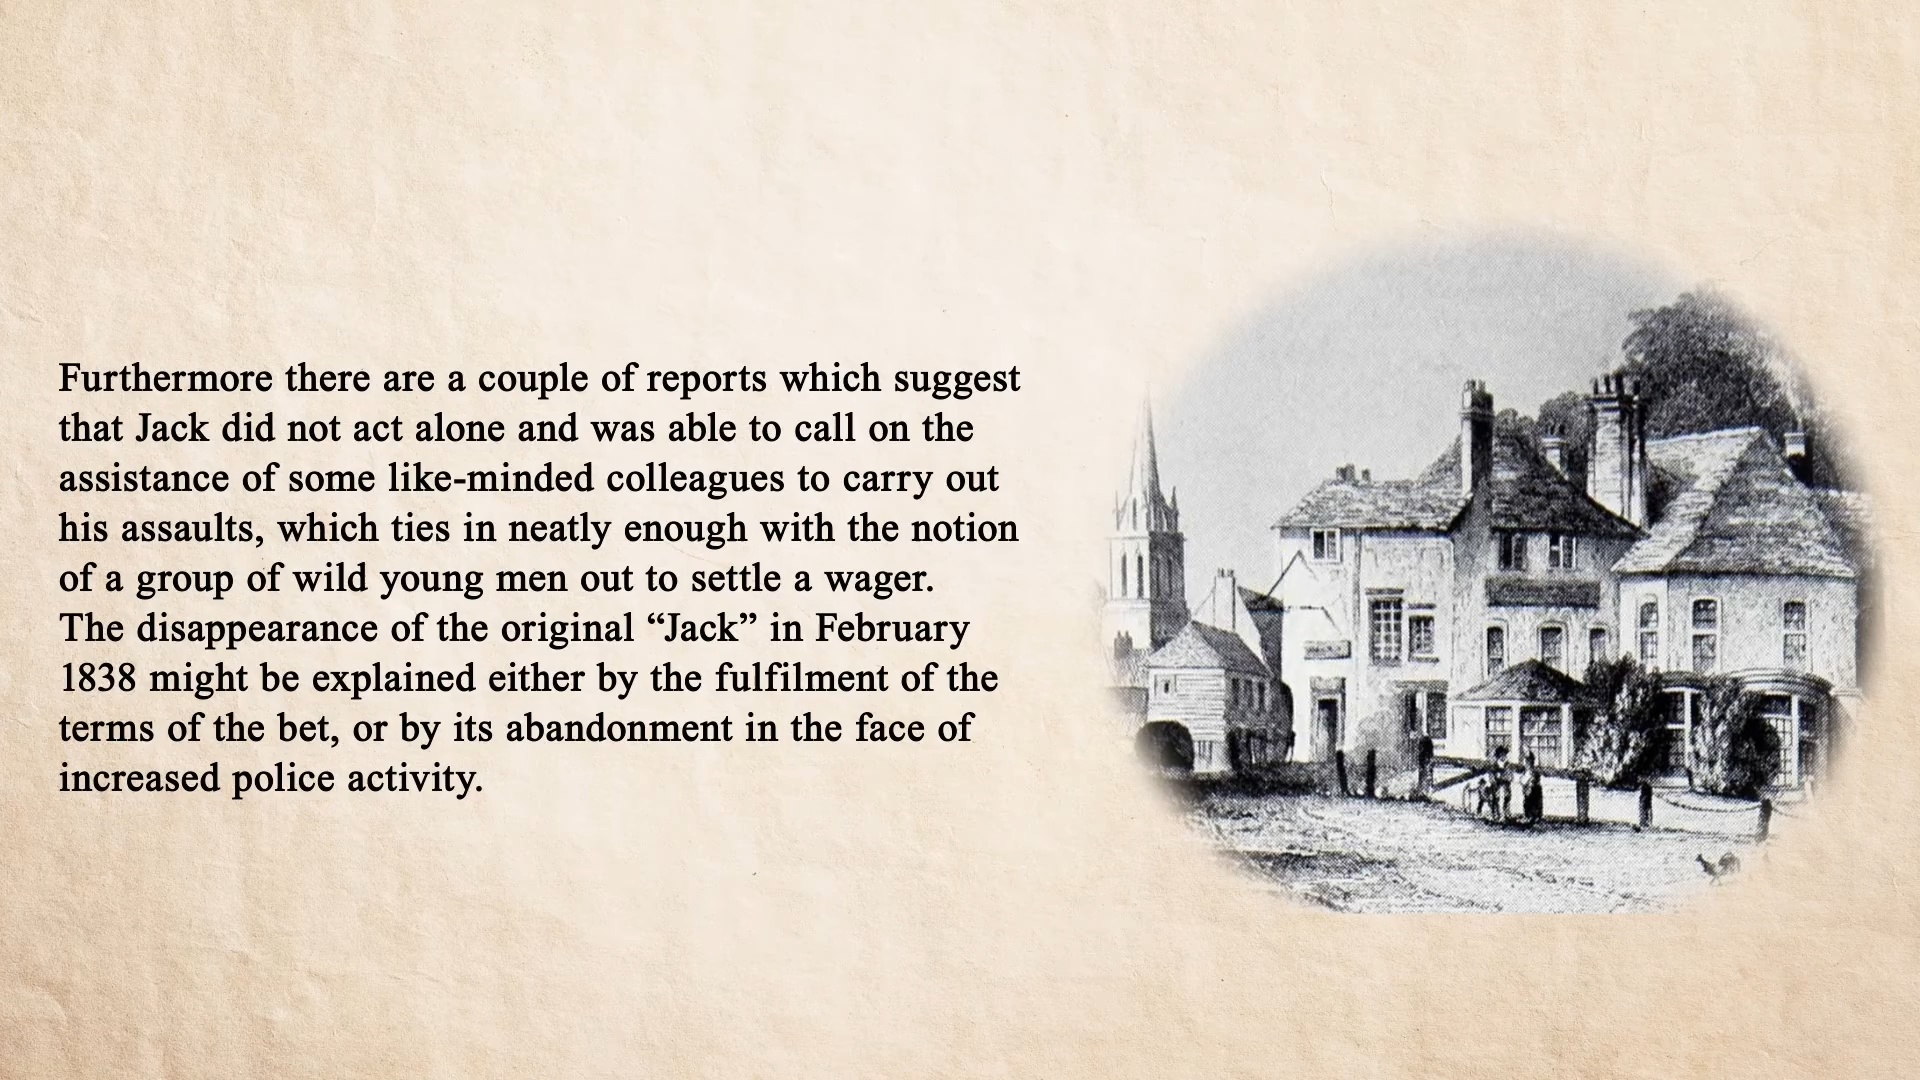 Furthermore there are a couple of reports which suggest
that Jack did not act alone and was able to call on the
assistance of some like-minded colleagues to carry out
his assaults, which ties in neatly enough with the notion
of a group of wild young men out to settle a wager.
The disappearance of the original “Jack” in February
1838 might be explained either by the fulfilment of the
terms of the bet, or by its abandonment in the face of
increased police activity.